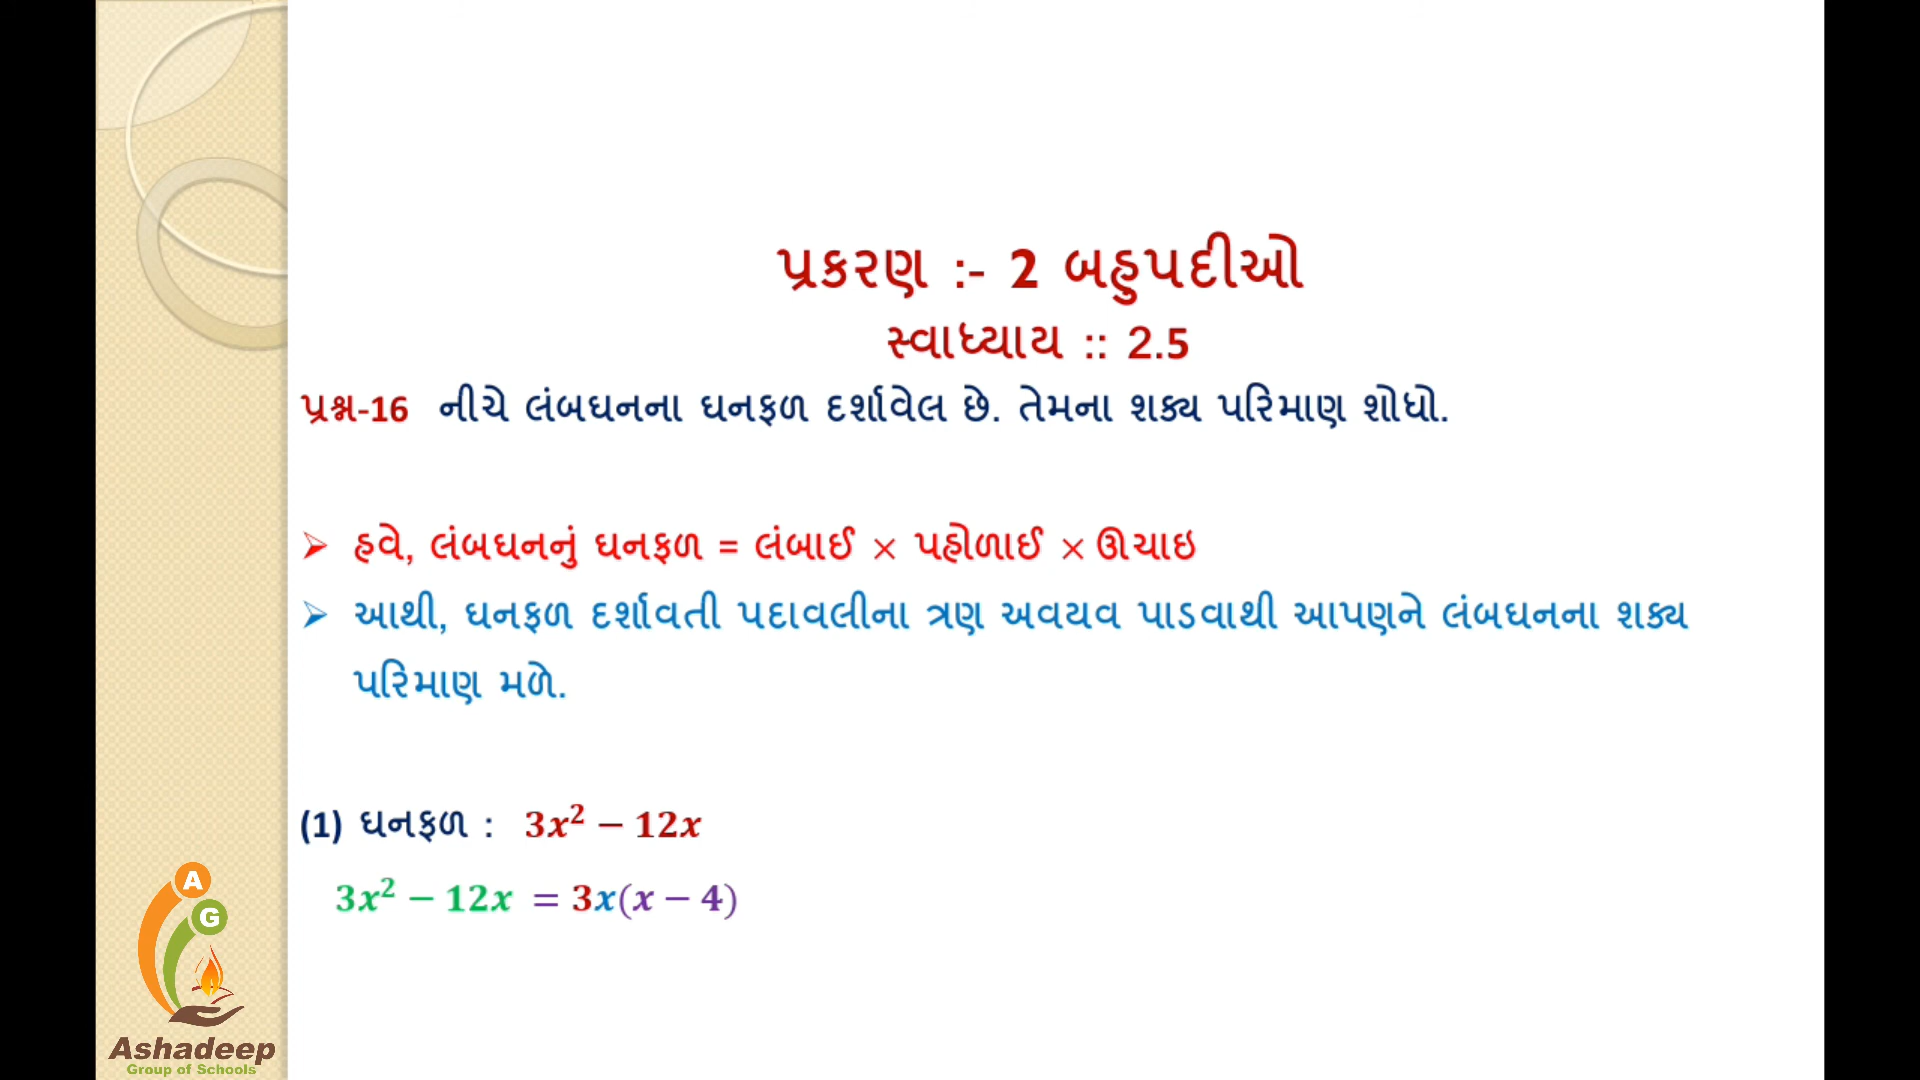 પ્રકરણ :- 2 બહુપદીઓ
સ્વાધ્યાય :: 2.5
પ્રશ્ન-16 નીચે લંબઘનના ઘનફળ દર્શાવેલ છે. તેમના શક્ય પરિમાણ શોધો.
➢ હવે, લંબઘનનું ઘનફળ = લંબાઈ × પહોળાઈ × ઊચાઇ
➢ આથી, ઘનફળ દર્શાવતી પદાવલીના ત્રણ અવયવ પાડવાથી આપણને લંબઘનના શક્ય
પરિમાણ મળે.
(1) ઘનફળ : 3x² − 12x
3x² − 12x = 3x(x − 4)
A
G
Ashadeep
Group of Schools